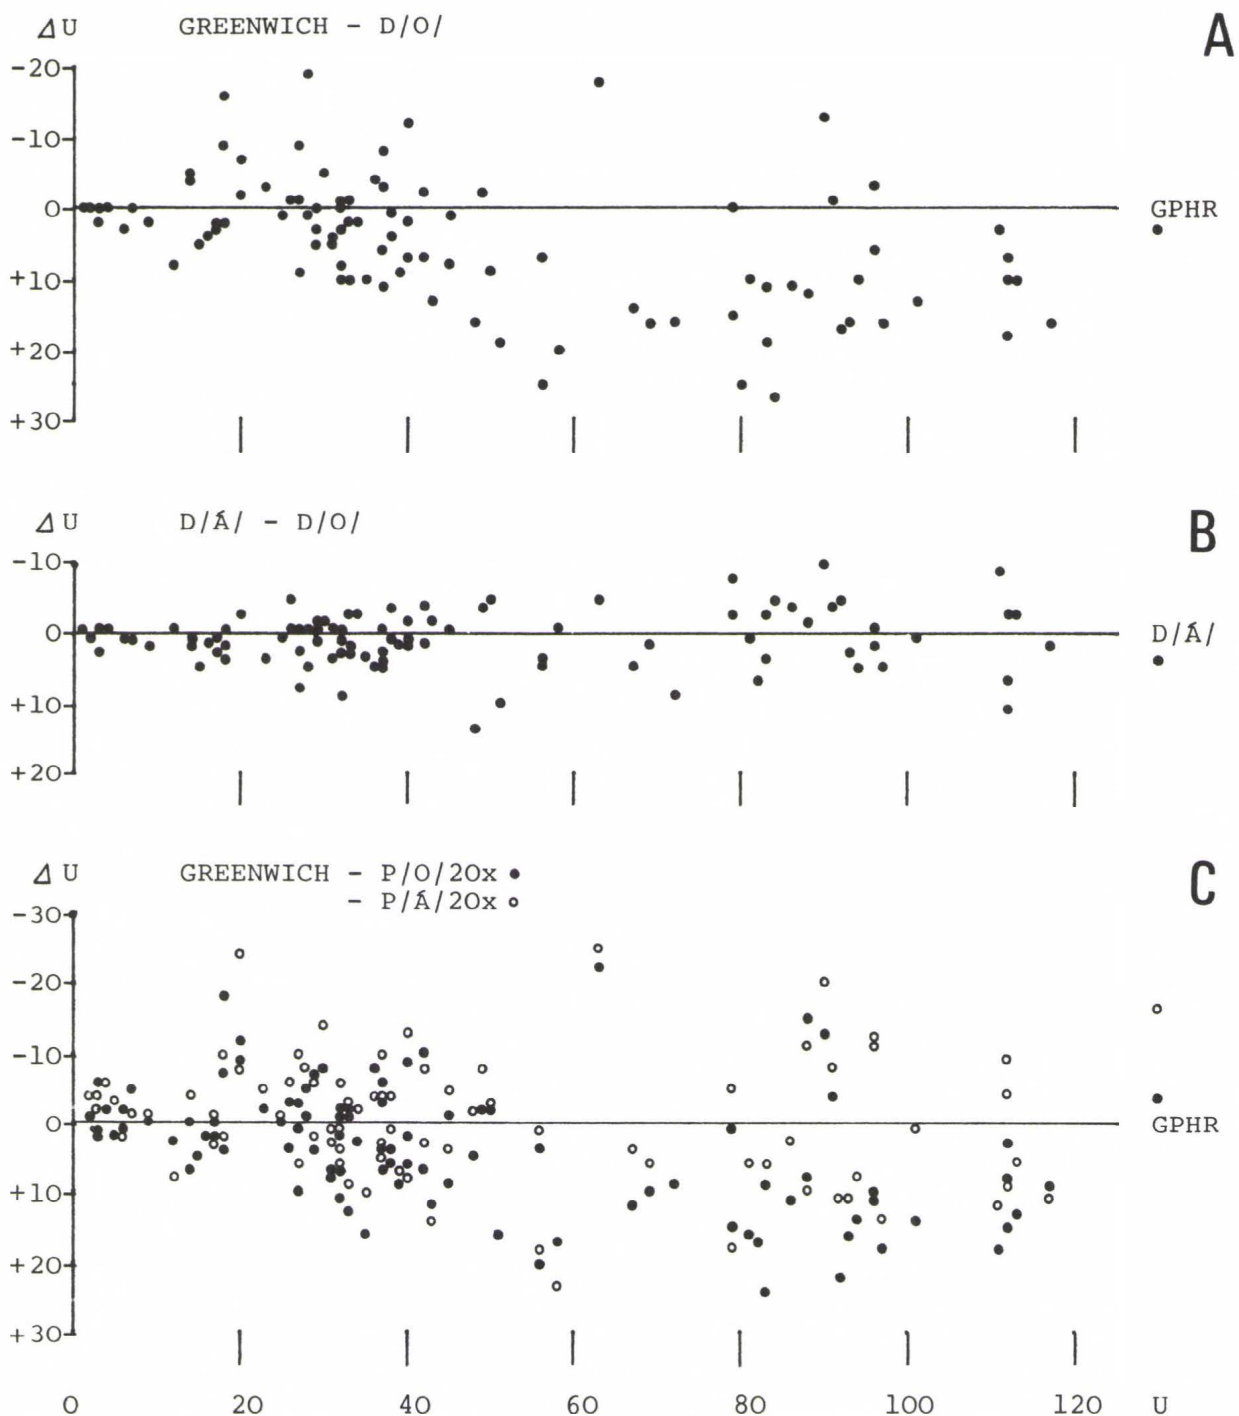 ΔU GREENWICH - D/O/
A
-20
-10
0
GPHR
+10
+20
+30
ΔU D/Á/ - D/O/
B
-10
0
D/Á/
+10
+20
ΔU GREENWICH - P/O/20x
- P/Á/20x
C
-30
-20
-10
0
GPHR
+10
+20
+30
0 20 40 60 80 100 120 U